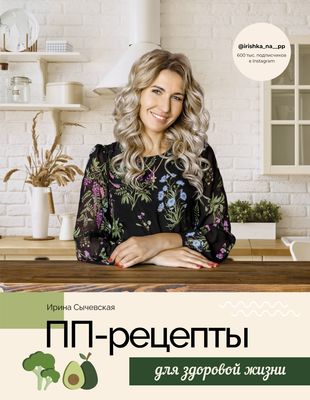 @irishka_na__pp
600 тыс. подписчиков
в Instagram
Ирина Сычевская
ПП-рецепты
для здоровой жизни